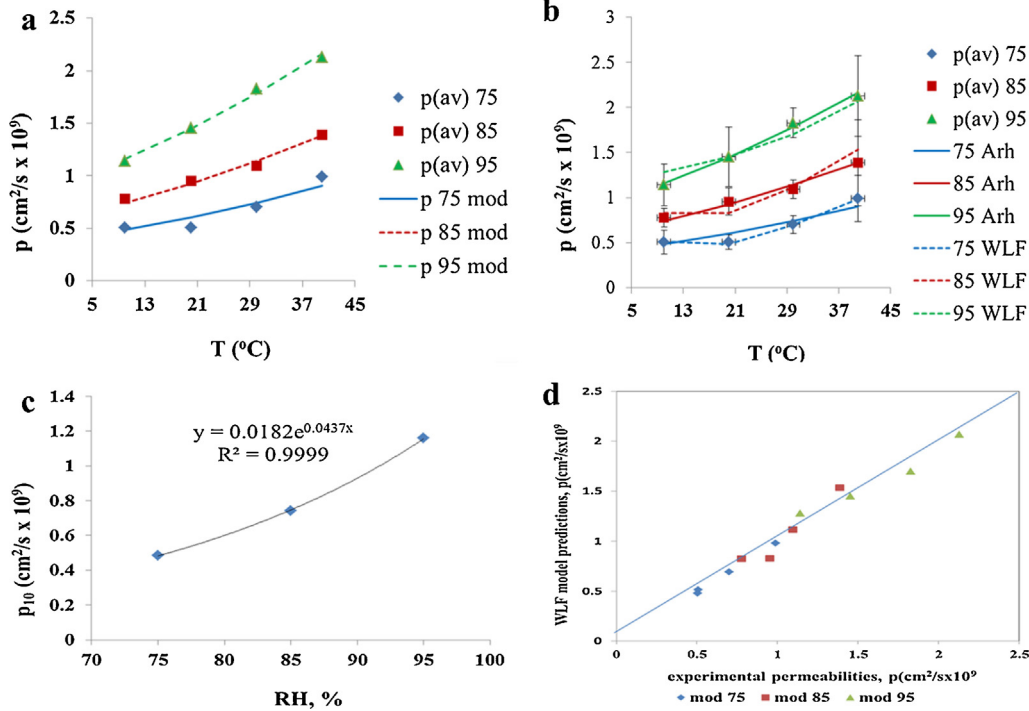 a
2.5
2
1.5
1
0.5
0
5 13 21 29 37 45
p (cm²/s x 10⁹)
T (⁰C)
p(av) 75
p(av) 85
p(av) 95
p 75 mod
p 85 mod
p 95 mod
b
3
2.5
2
1.5
1
0.5
0
5 13 21 29 37 45
p (cm²/s x 10⁹)
T (⁰C)
p(av) 75
p(av) 85
p(av) 95
75 Arh
85 Arh
95 Arh
75 WLF
85 WLF
95 WLF
c
1.4
1.2
1
0.8
0.6
0.4
0.2
0
70 75 80 85 90 95 100
y = 0.0182e^0.0437x
R² = 0.9999
p₁₀ (cm²/s x 10⁹)
RH, %
d
2.5
2
1.5
1
0.5
0
0 0.5 1 1.5 2 2.5
WLF model predictions, p(cm²/sx10⁹
experimental permeabilities, p(cm²/sx10⁹
mod 75 mod 85 mod 95